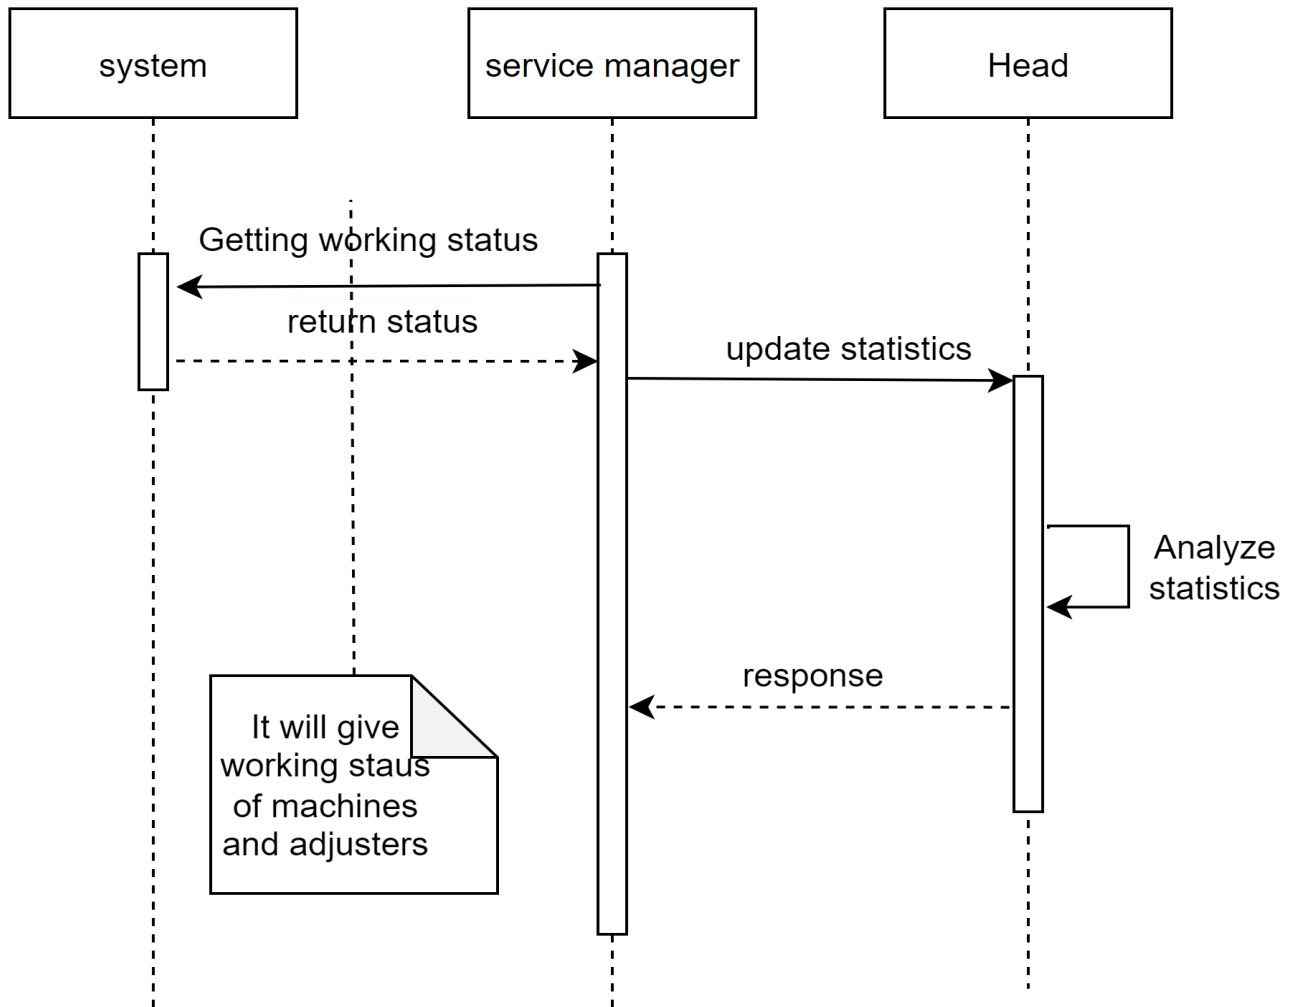 system
service manager
Head
Getting working status
return status
update statistics
Analyze
statistics
response
It will give
working staus
of machines
and adjusters